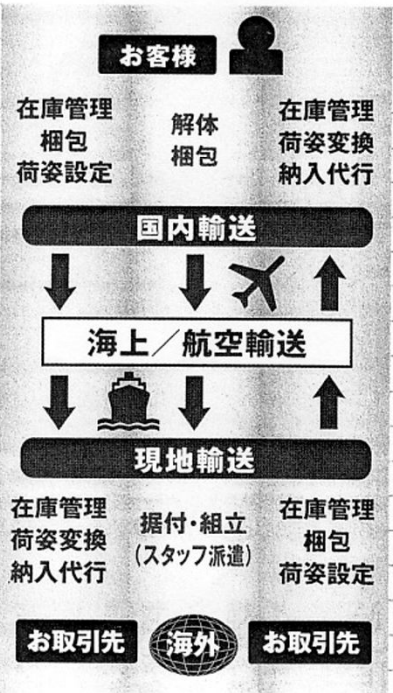 お客様
在庫管理
梱包
荷姿設定
解体
梱包
在庫管理
荷姿変換
納入代行
国内輸送
海上／航空輸送
現地輸送
在庫管理
荷姿変換
納入代行
据付・組立
(スタッフ派遣)
在庫管理
梱包
荷姿設定
お取引先
海外
お取引先